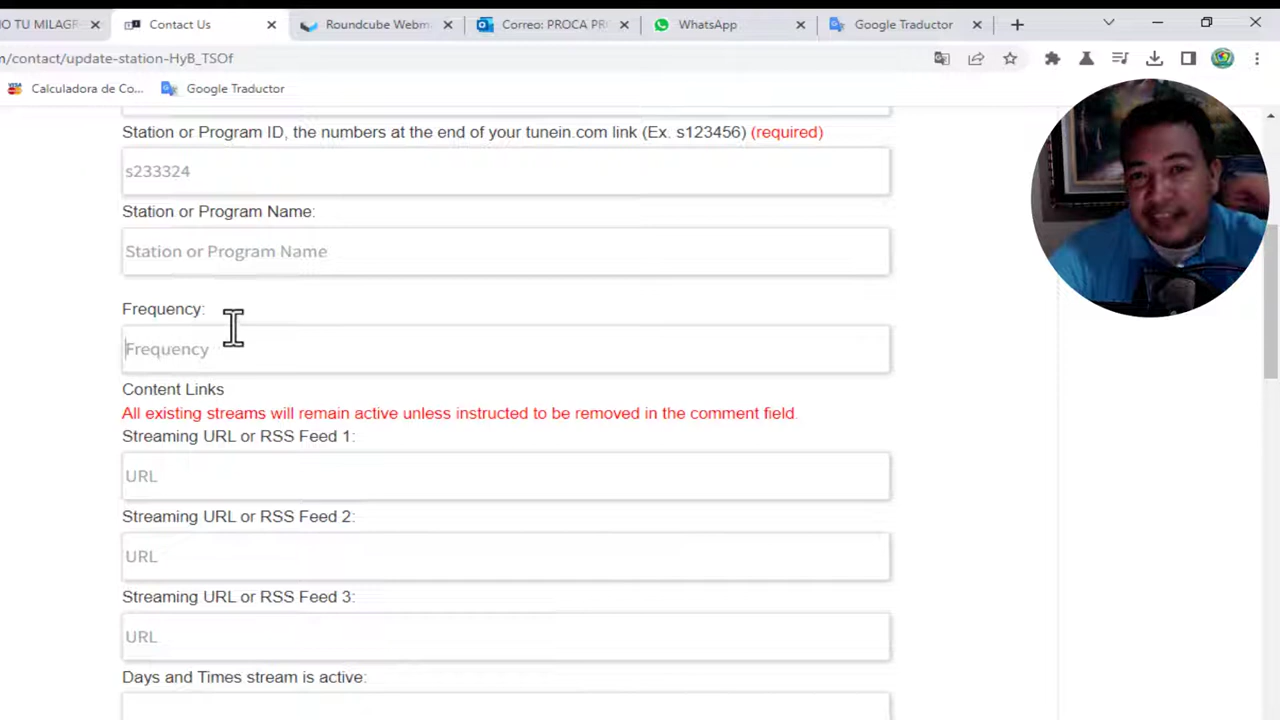 O TU MILAGR
Contact Us
Roundcube Webm
Correo: PROCA PR
WhatsApp
Google Traductor
m/contact/update-station-HyB_TSOf
Calculadora de Co...
Google Traductor
Station or Program ID, the numbers at the end of your tunein.com link (Ex. s123456) (required)
s233324
Station or Program Name:
Station or Program Name
Frequency:
Frequency
Content Links
All existing streams will remain active unless instructed to be removed in the comment field.
Streaming URL or RSS Feed 1:
URL
Streaming URL or RSS Feed 2:
URL
Streaming URL or RSS Feed 3:
URL
Days and Times stream is active: